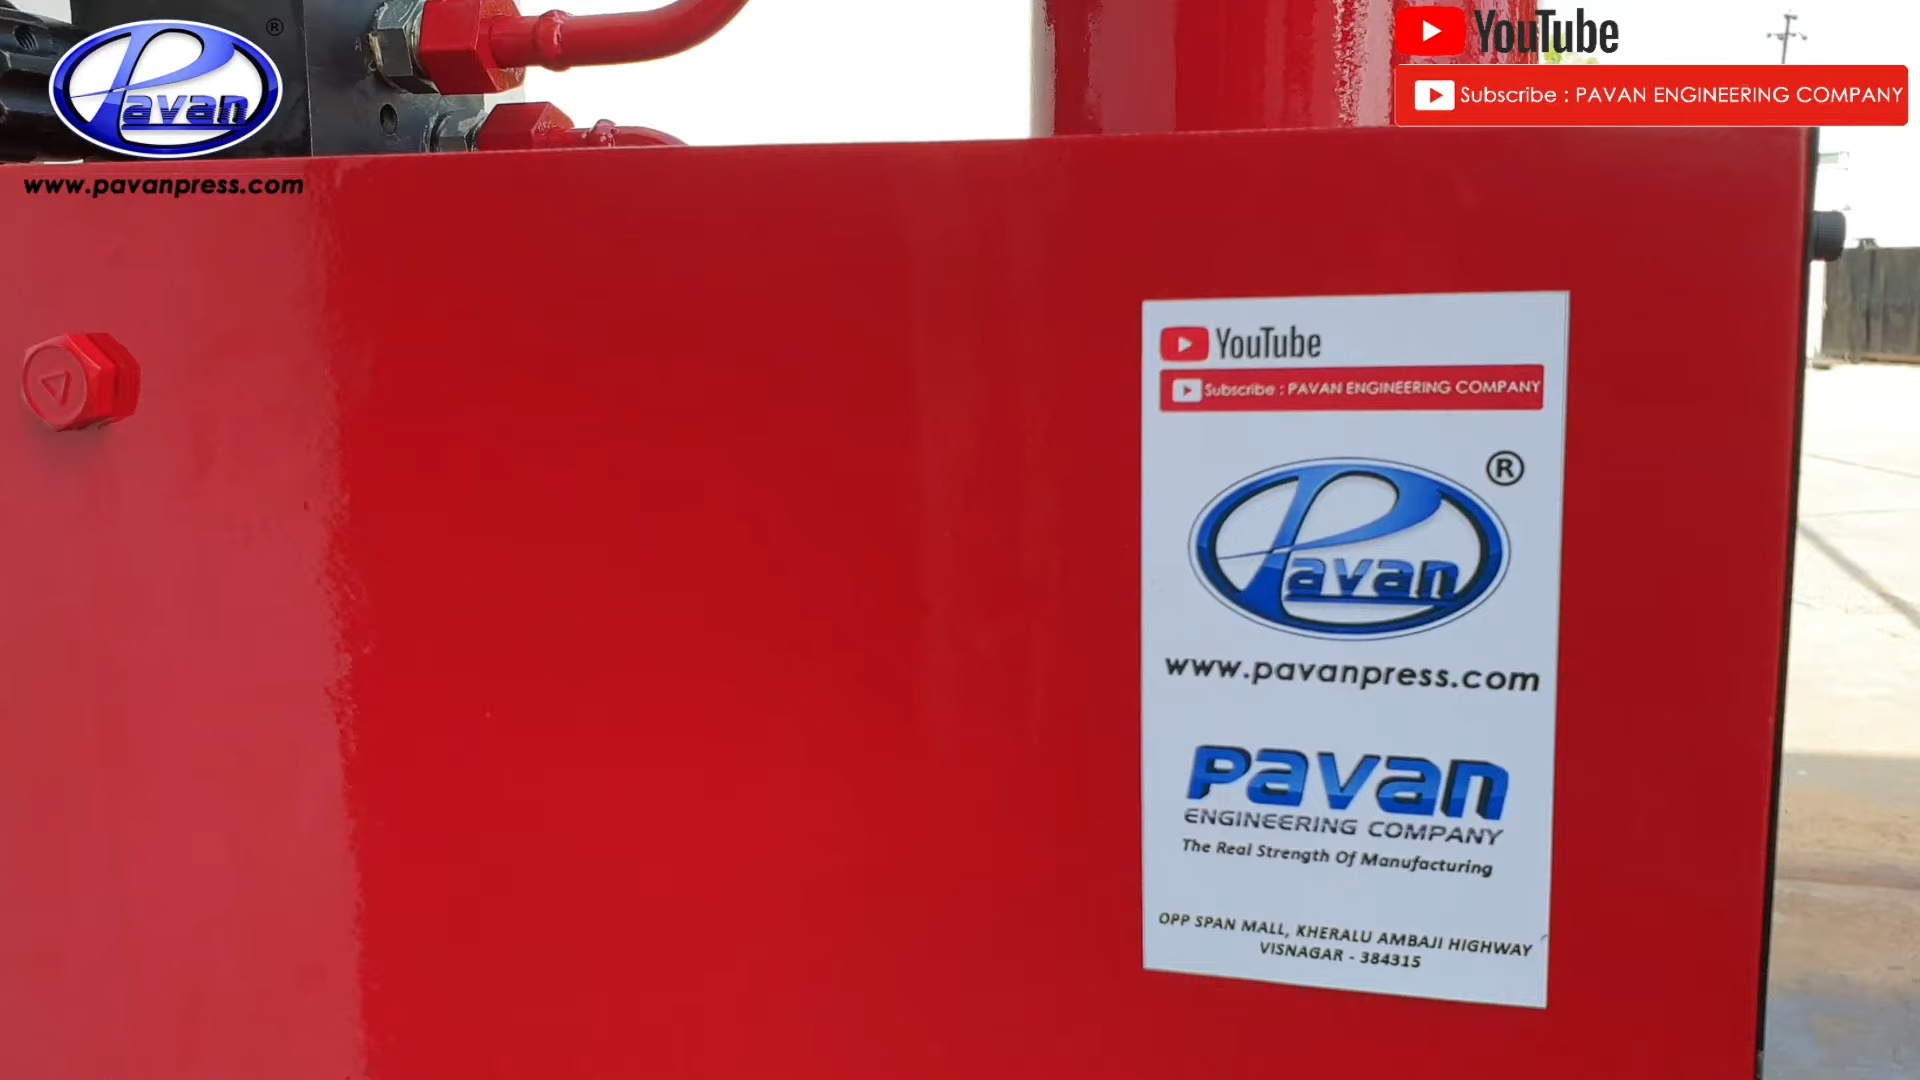 Pavan ®
www.pavanpress.com
YouTube
Subscribe : PAVAN ENGINEERING COMPANY
YouTube
Subscribe : PAVAN ENGINEERING COMPANY
®
Pavan
www.pavanpress.com
Pavan
ENGINEERING COMPANY
The Real Strength Of Manufacturing
OPP SPAN MALL, KHERALU AMBAJI HIGHWAY
VISNAGAR - 384315